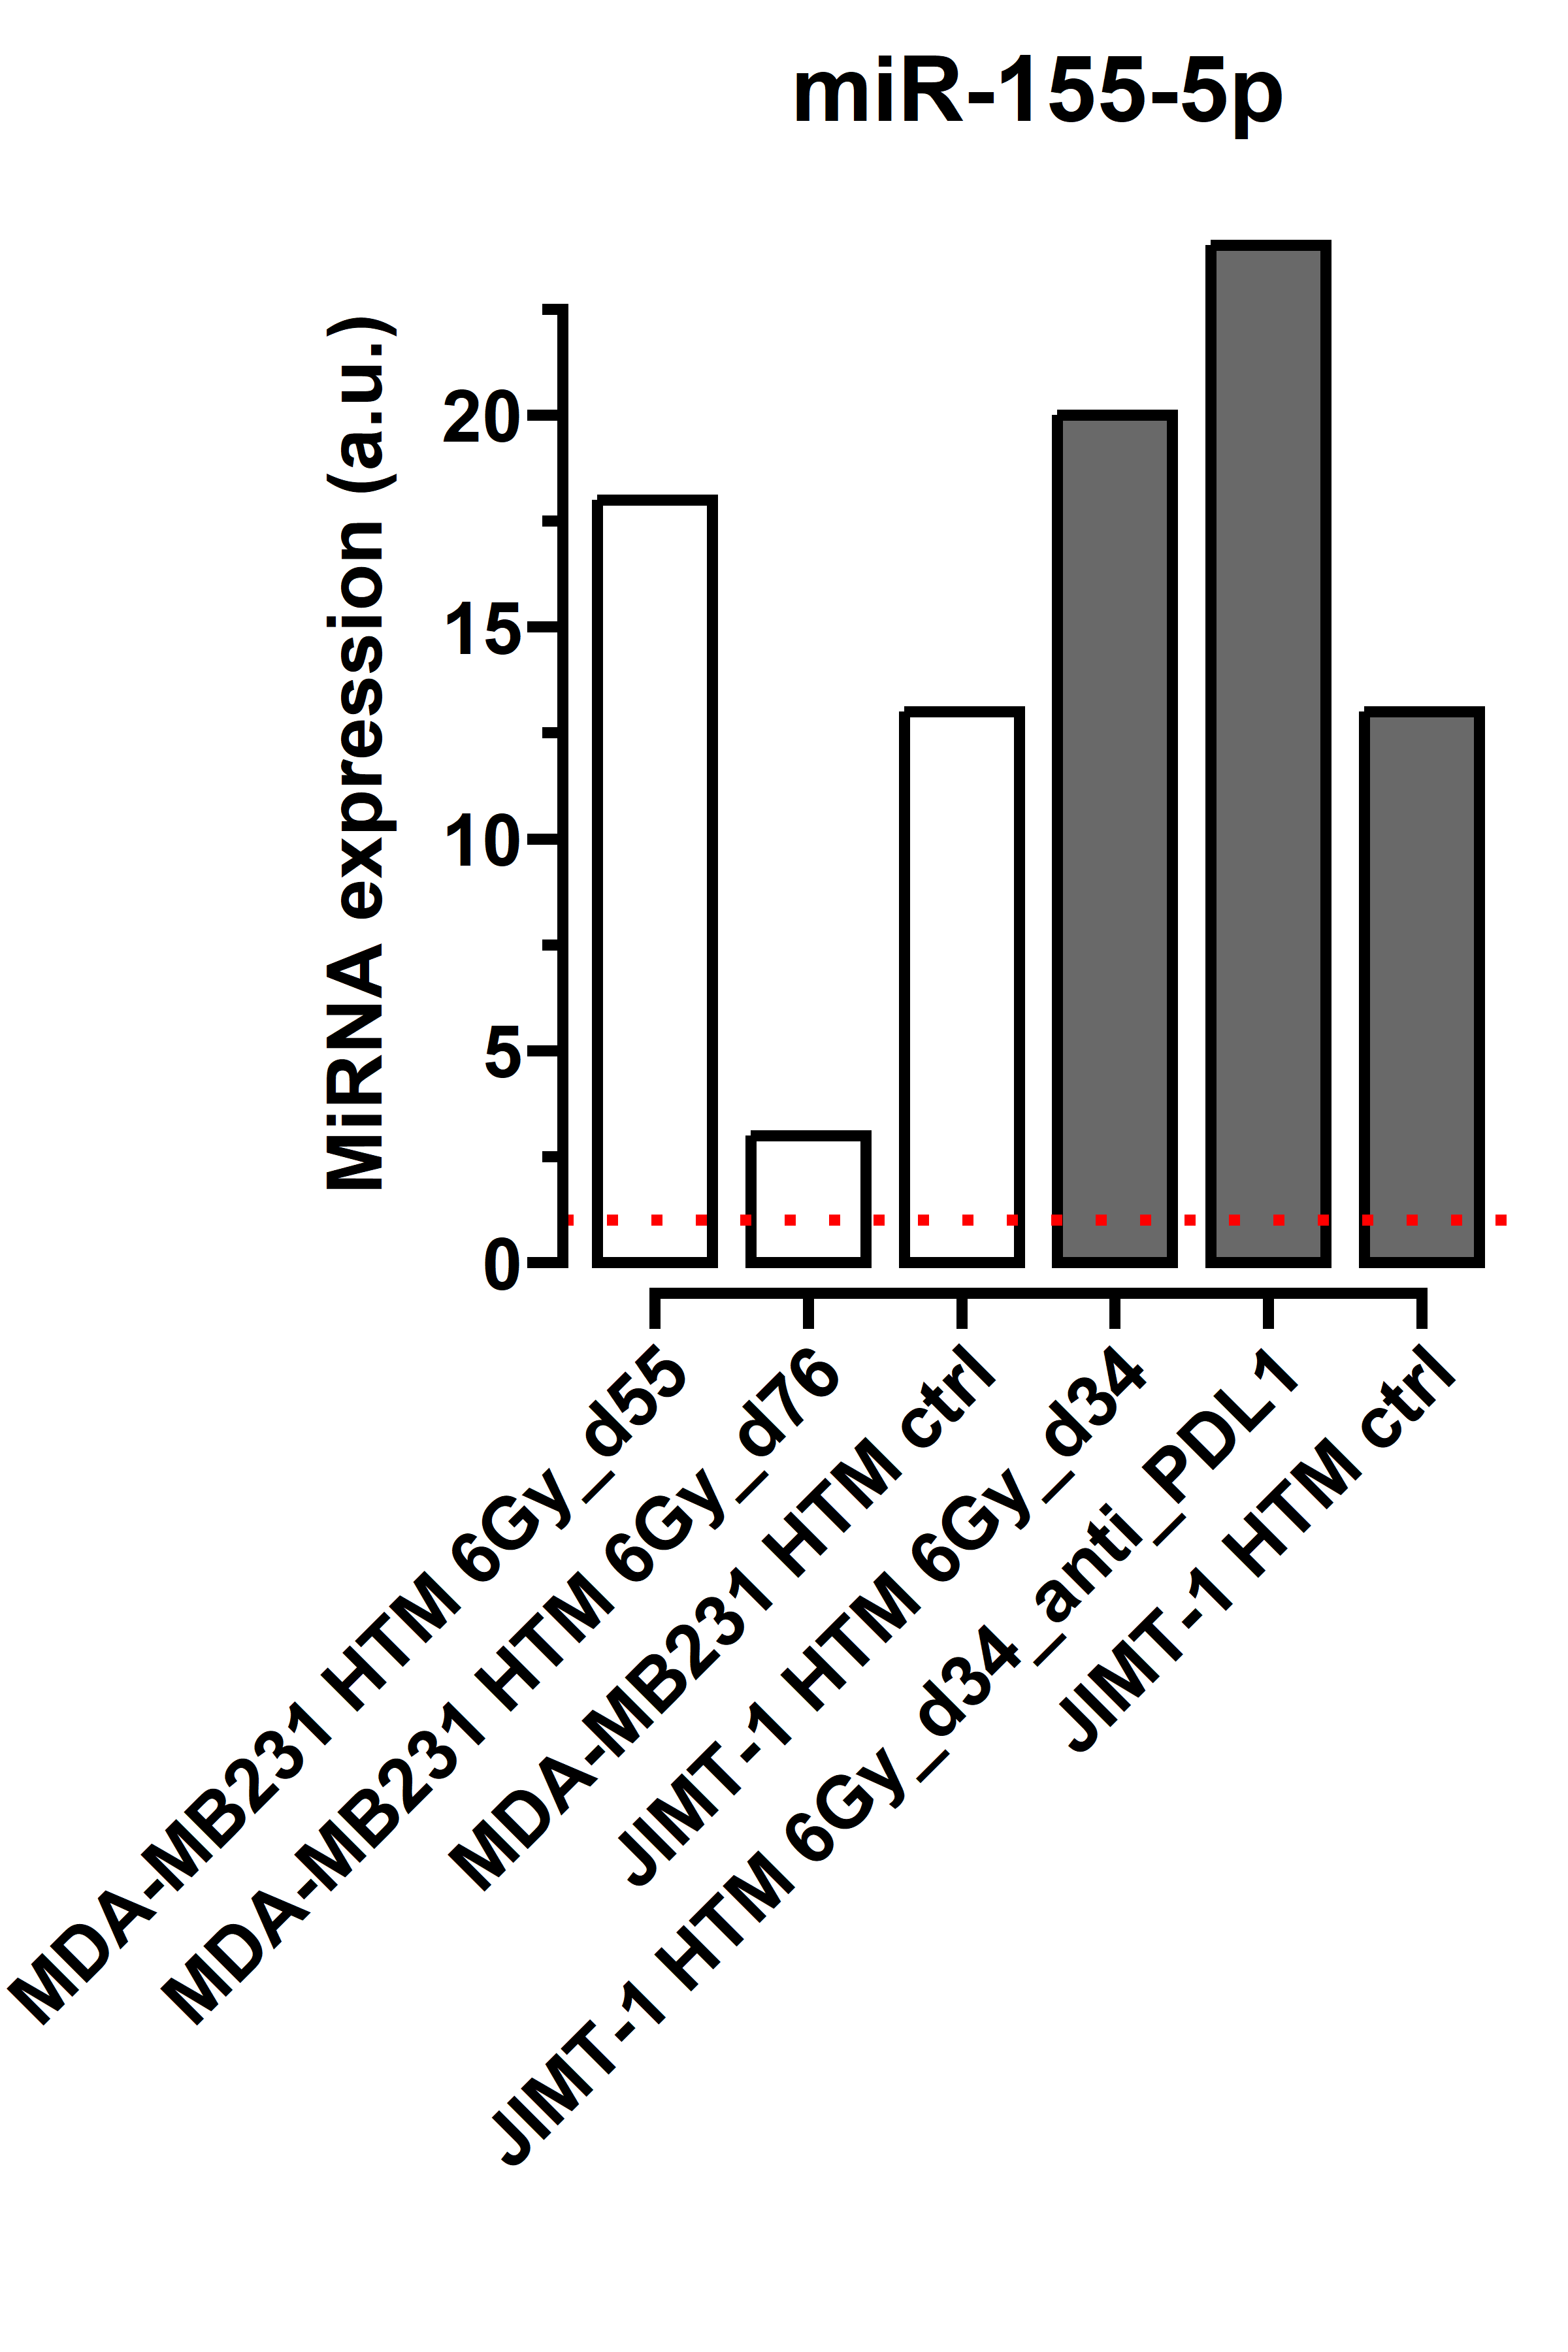 miR-155-5p
MiRNA expression (a.u.)
20
15
10
5
0
MDA-MB231 HTM 6Gy_d55
MDA-MB231 HTM 6Gy_d76
MDA-MB231 HTM ctrl
JIMT-1 HTM 6Gy_d34
JIMT-1 HTM 6Gy_d34_anti_PDL1
JIMT-1 HTM ctrl